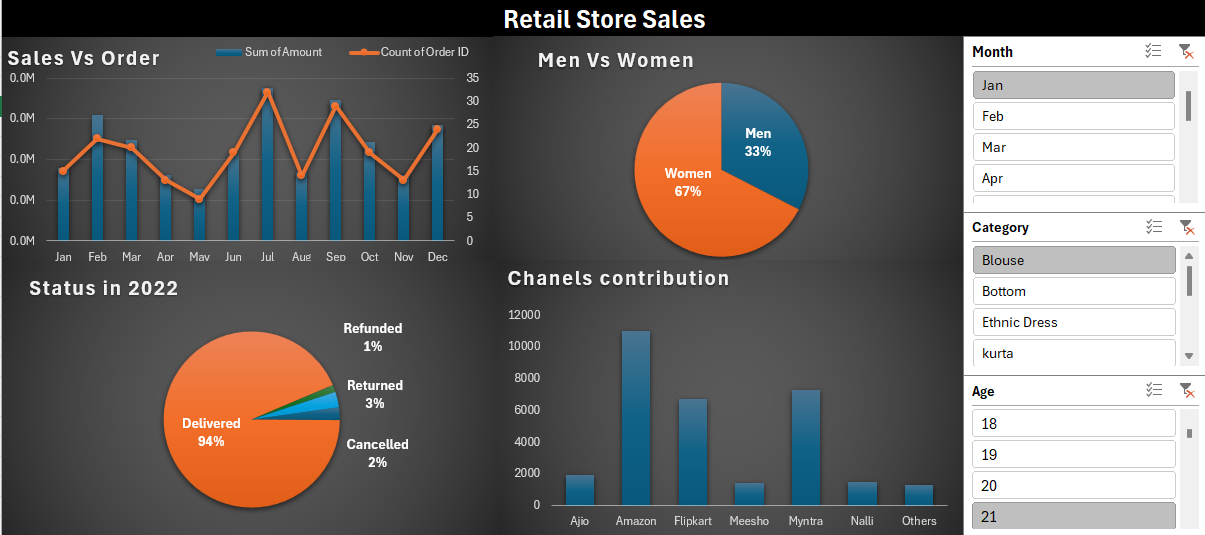 Retail Store Sales
Sales Vs Order
Sum of Amount
Count of Order ID
0.0M
0.0M
0.0M
0.0M
0.0M
35
30
25
20
15
10
5
0
Jan Feb Mar Apr May Jun Jul Aug Sep Oct Nov Dec
Men Vs Women
Men
33%
Women
67%
Status in 2022
Refunded
1%
Returned
3%
Delivered
94%
Cancelled
2%
Chanels contribution
12000
10000
8000
6000
4000
2000
0
Ajio Amazon Flipkart Meesho Myntra Nalli Others
Month
Jan
Feb
Mar
Apr
Category
Blouse
Bottom
Ethnic Dress
kurta
Age
18
19
20
21